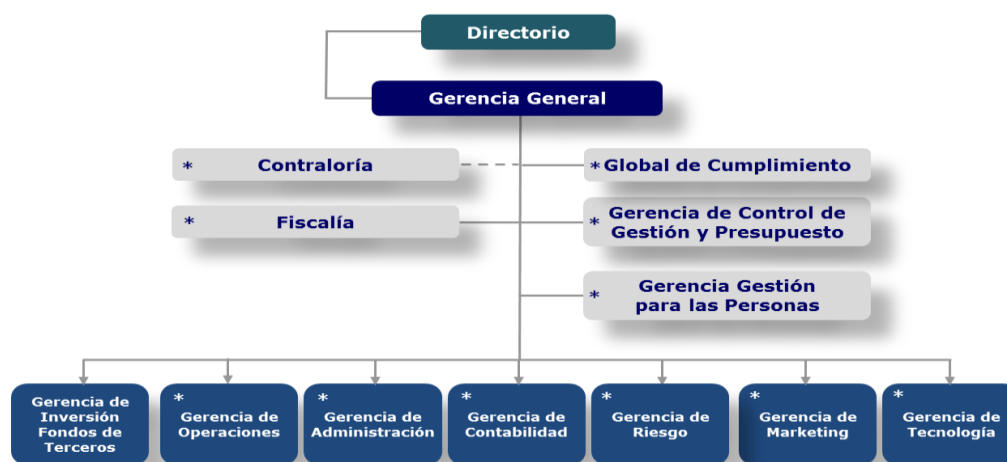 Directorio
Gerencia General
* Contraloría
* Global de Cumplimiento
* Fiscalía
* Gerencia de Control de
Gestión y Presupuesto
* Gerencia Gestión
para las Personas
Gerencia de
Inversión
Fondos de
Terceros
*
Gerencia de
Operaciones
*
Gerencia de
Administración
*
Gerencia de
Contabilidad
*
Gerencia de
Riesgo
*
Gerencia de
Marketing
*
Gerencia de
Tecnología